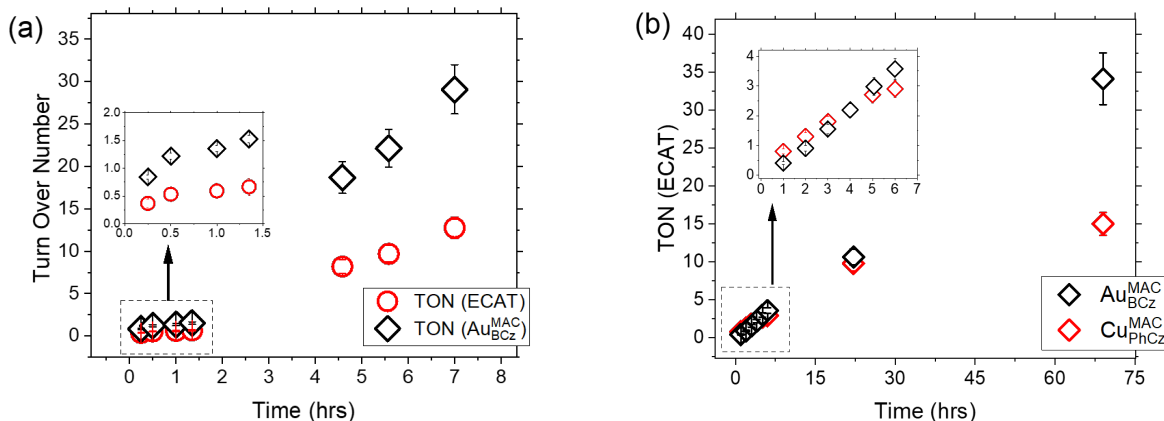 (a)
Turn Over Number
35
30
25
20
15
10
5
0
2.0
1.5
1.0
0.5
0.0
0.0 0.5 1.0 1.5
TON (ECAT)
TON (Au^MAC_BCz)
0 1 2 3 4 5 6 7 8
Time (hrs)
(b)
TON (ECAT)
40
35
30
25
20
15
10
5
0
4
3
2
1
0
0 1 2 3 4 5 6 7
Au^MAC_BCz
Cu^MAC_PhCz
0 15 30 45 60 75
Time (hrs)